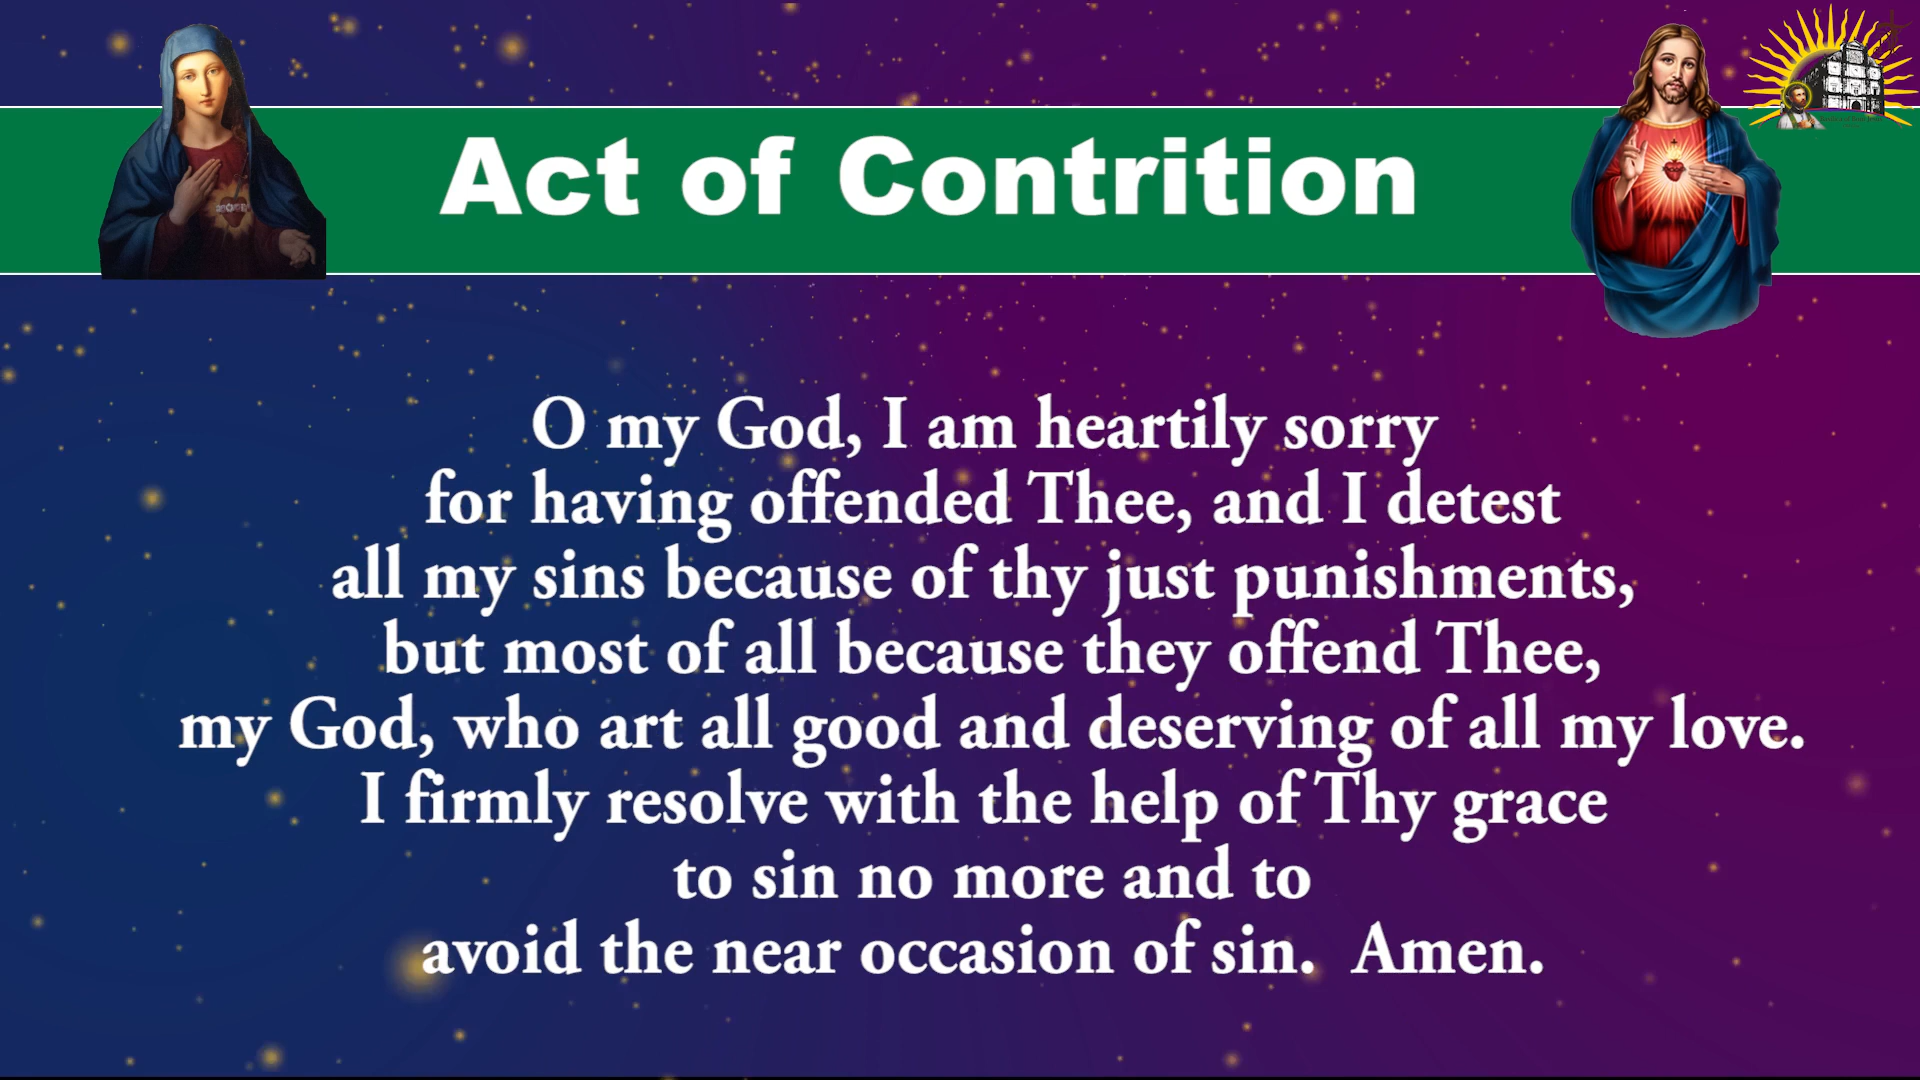 Act of Contrition
O my God, I am heartily sorry
for having offended Thee, and I detest
all my sins because of thy just punishments,
but most of all because they offend Thee,
my God, who art all good and deserving of all my love.
I firmly resolve with the help of Thy grace
to sin no more and to
avoid the near occasion of sin.  Amen.